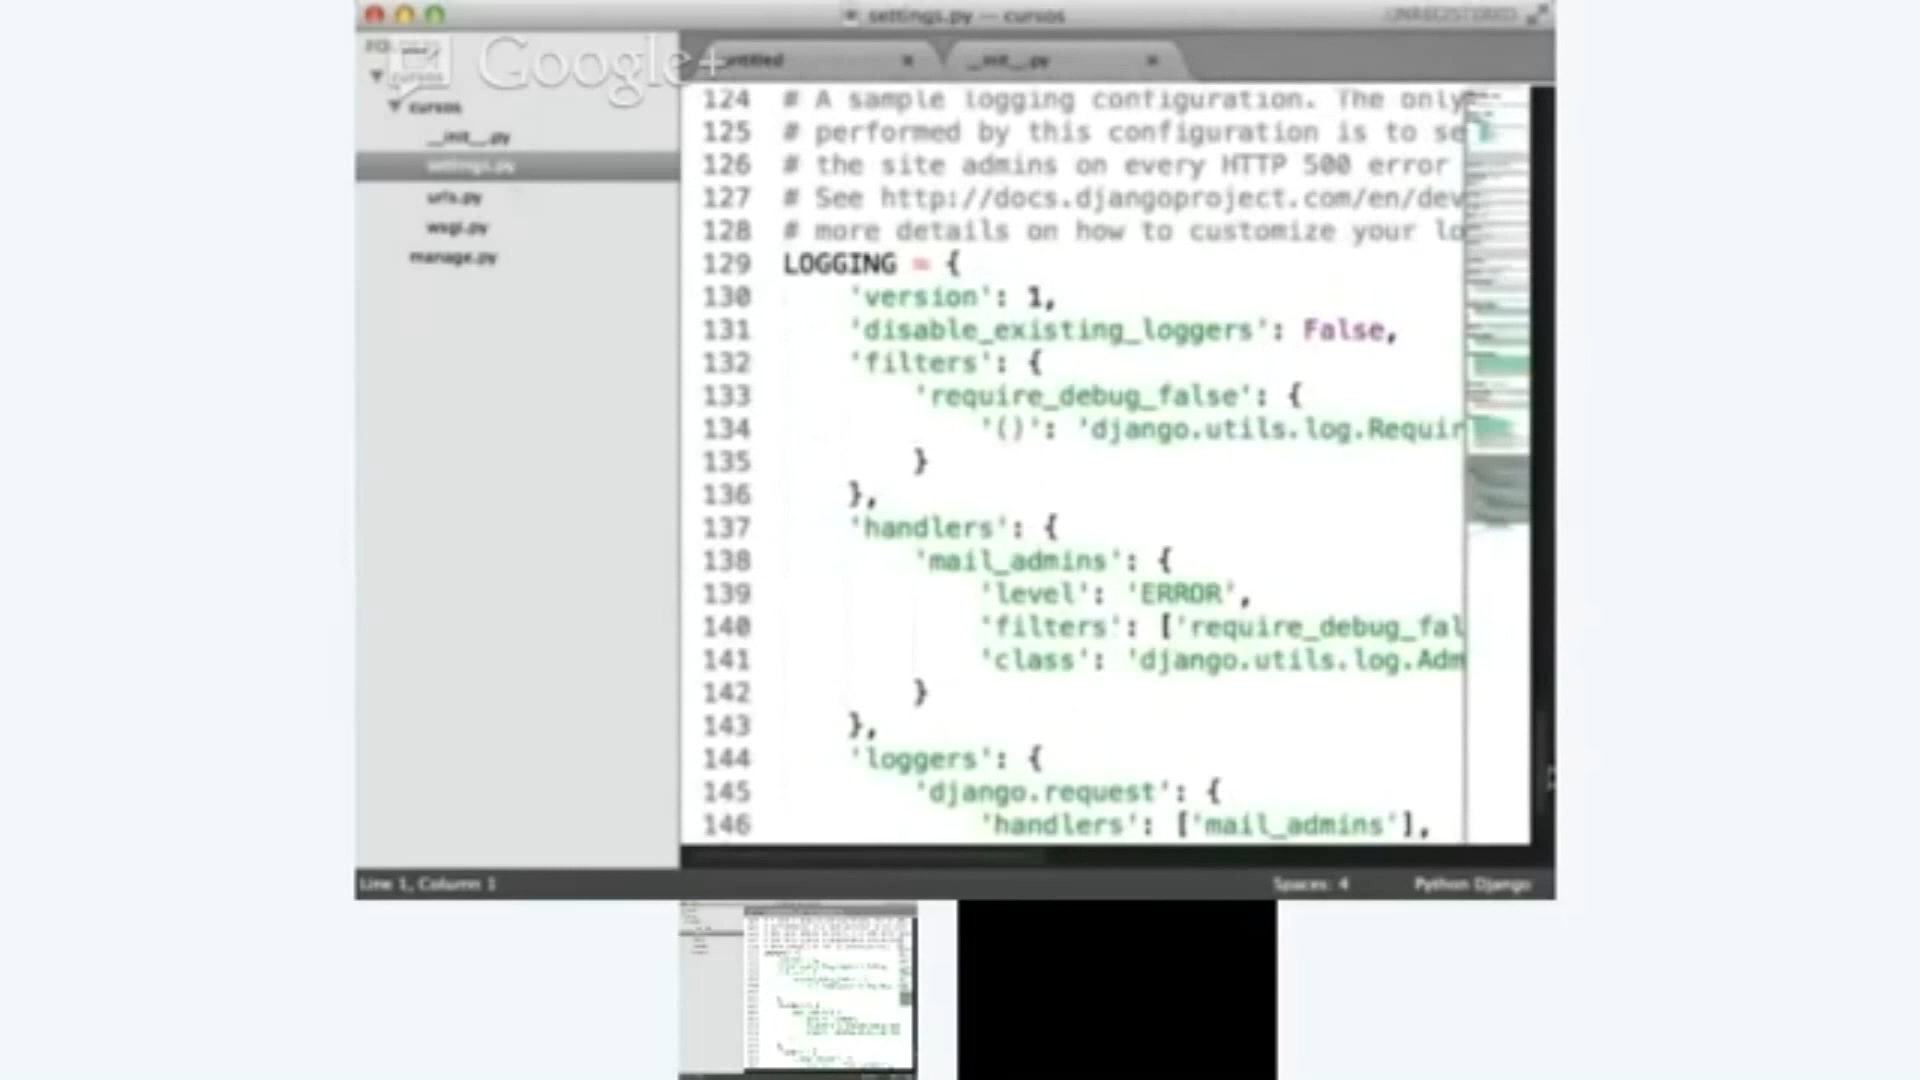 settings.py — cursos
UNREGISTERED
Google+
untitled
__init__.py
cursos
cursos
__init__.py
settings.py
urls.py
wsgi.py
manage.py
124 # A sample logging configuration. The only
125 # performed by this configuration is to se
126 # the site admins on every HTTP 500 error
127 # See http://docs.djangoproject.com/en/dev
128 # more details on how to customize your lo
129 LOGGING = {
130 'version': 1,
131 'disable_existing_loggers': False,
132 'filters': {
133 'require_debug_false': {
134 '()': 'django.utils.log.Requir
135 }
136 },
137 'handlers': {
138 'mail_admins': {
139 'level': 'ERROR',
140 'filters': ['require_debug_fal
141 'class': 'django.utils.log.Adm
142 }
143 },
144 'loggers': {
145 'django.request': {
146 'handlers': ['mail_admins'],
Line 1, Column 1
Spaces: 4
Python Django